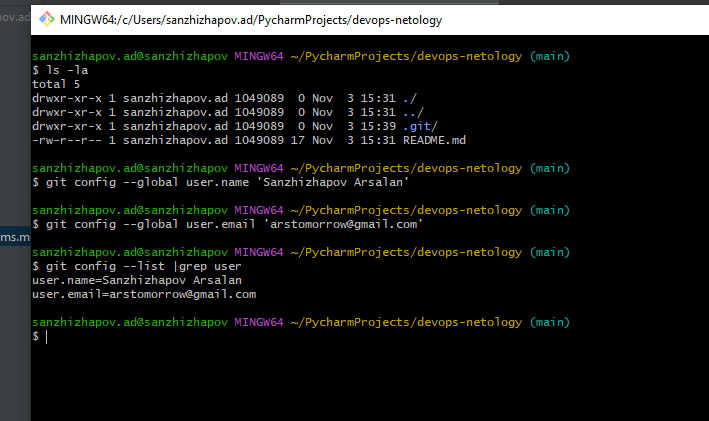 ov.ad
MINGW64:/c/Users/sanzhizhapov.ad/PycharmProjects/devops-netology
sanzhizhapov.ad@sanzhizhapov MINGW64 ~/PycharmProjects/devops-netology (main)
$ ls -la
total 5
drwxr-xr-x 1 sanzhizhapov.ad 1049089  0 Nov  3 15:31 ./
drwxr-xr-x 1 sanzhizhapov.ad 1049089  0 Nov  3 15:31 ../
drwxr-xr-x 1 sanzhizhapov.ad 1049089  0 Nov  3 15:39 .git/
-rw-r--r-- 1 sanzhizhapov.ad 1049089 17 Nov  3 15:31 README.md
sanzhizhapov.ad@sanzhizhapov MINGW64 ~/PycharmProjects/devops-netology (main)
$ git config --global user.name 'Sanzhizhapov Arsalan'
sanzhizhapov.ad@sanzhizhapov MINGW64 ~/PycharmProjects/devops-netology (main)
$ git config --global user.email 'arstomorrow@gmail.com'
ms.m
sanzhizhapov.ad@sanzhizhapov MINGW64 ~/PycharmProjects/devops-netology (main)
$ git config --list |grep user
user.name=Sanzhizhapov Arsalan
user.email=arstomorrow@gmail.com
sanzhizhapov.ad@sanzhizhapov MINGW64 ~/PycharmProjects/devops-netology (main)
$